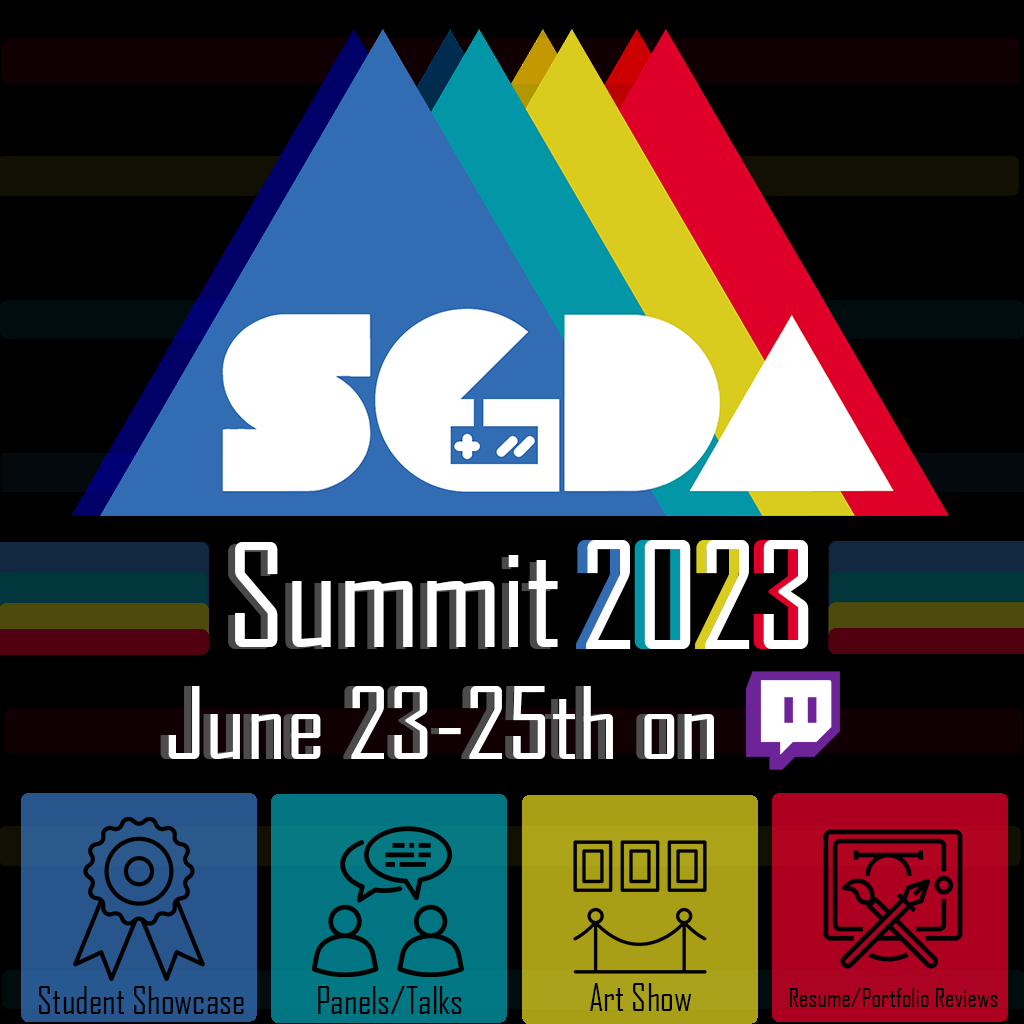 SGDA
Summit 2023
June 23-25th on
Student Showcase
Panels/Talks
Art Show
Resume/Portfolio Reviews